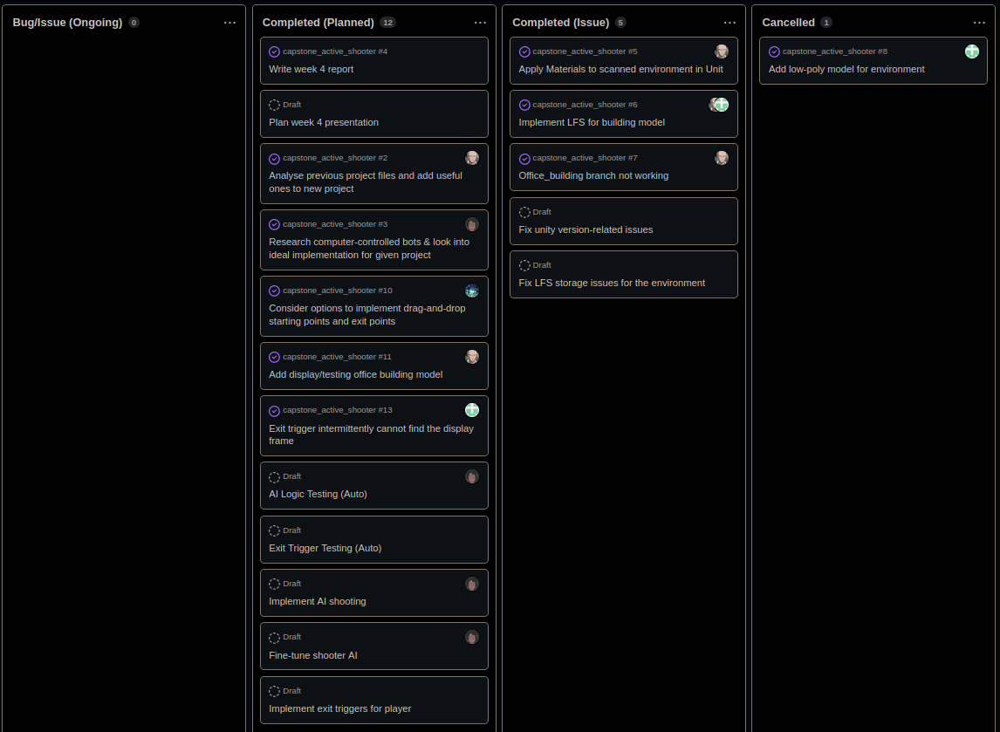 Bug/Issue (Ongoing) 0
Completed (Planned) 12
capstone_active_shooter #4
Write week 4 report
Draft
Plan week 4 presentation
capstone_active_shooter #2
Analyse previous project files and add useful
ones to new project
capstone_active_shooter #3
Research computer-controlled bots & look into
ideal implementation for given project
capstone_active_shooter #10
Consider options to implement drag-and-drop
starting points and exit points
capstone_active_shooter #11
Add display/testing office building model
capstone_active_shooter #13
Exit trigger intermittently cannot find the display
frame
Draft
AI Logic Testing (Auto)
Draft
Exit Trigger Testing (Auto)
Draft
Implement AI shooting
Draft
Fine-tune shooter AI
Draft
Implement exit triggers for player
Completed (Issue) 5
capstone_active_shooter #5
Apply Materials to scanned environment in Unit
capstone_active_shooter #6
Implement LFS for building model
capstone_active_shooter #7
Office_building branch not working
Draft
Fix unity version-related issues
Draft
Fix LFS storage issues for the environment
Cancelled 1
capstone_active_shooter #8
Add low-poly model for environment